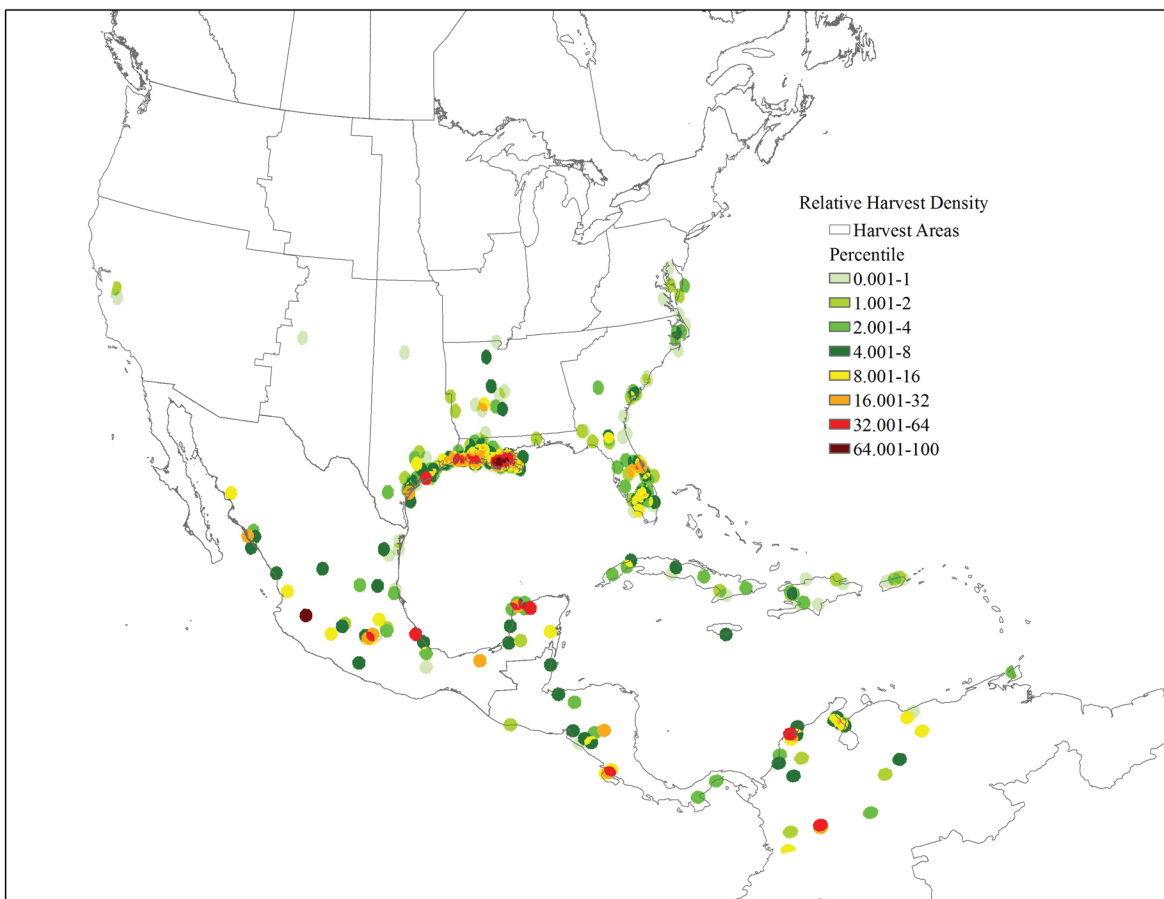 Relative Harvest Density
Harvest Areas
Percentile
0.001-1
1.001-2
2.001-4
4.001-8
8.001-16
16.001-32
32.001-64
64.001-100